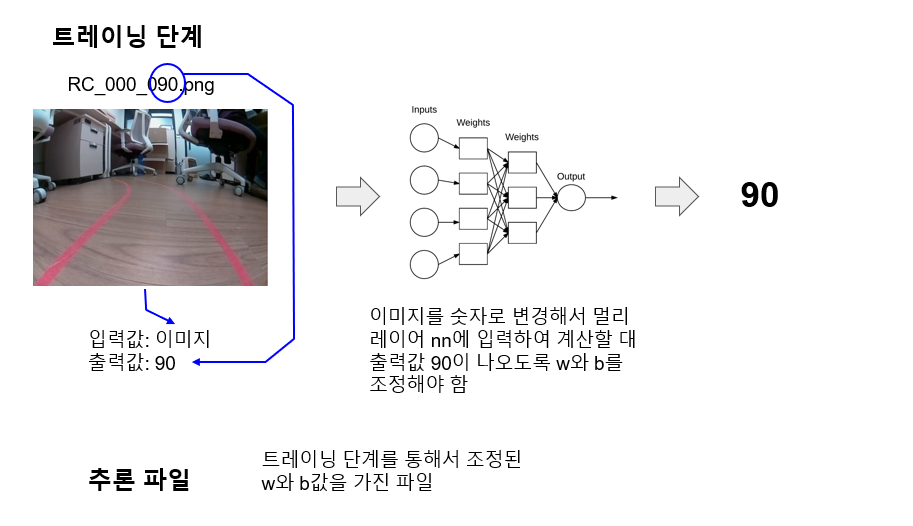 트레이닝 단계
RC_000_090.png
Inputs
Weights
Weights
Output
90
입력값: 이미지
출력값: 90
이미지를 숫자로 변경해서 멀리
레이어 nn에 입력하여 계산할 대
출력값 90이 나오도록 w와 b를
조정해야 함
추론 파일
트레이닝 단계를 통해서 조정된
w와 b값을 가진 파일